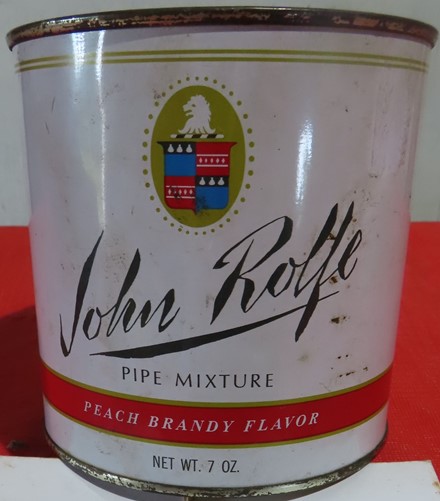 John Rolfe
PIPE MIXTURE
PEACH BRANDY FLAVOR
NET WT. 7 OZ.